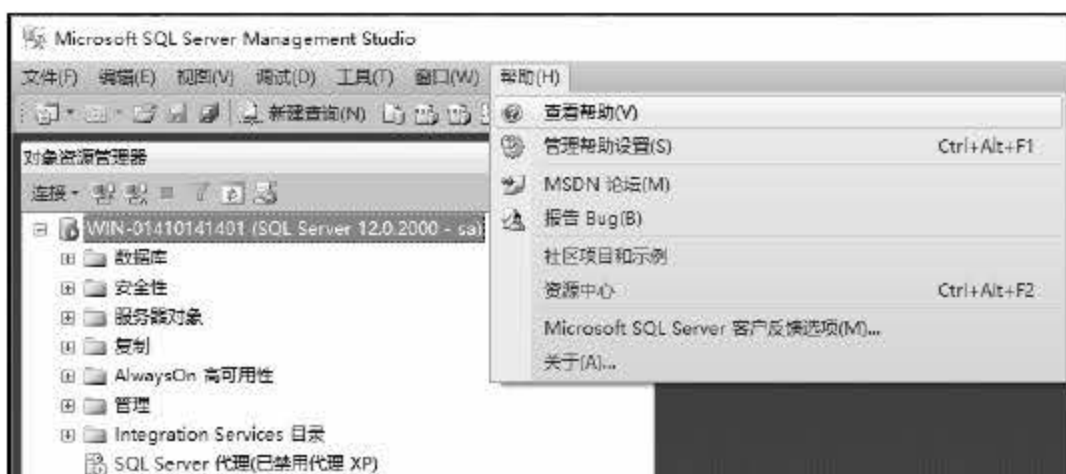 Microsoft SQL Server Management Studio
文件(F) 编辑(E) 视图(V) 调试(D) 工具(T) 窗口(W) 帮助(H)
新建查询(N)
查看帮助(V)
管理帮助设置(S) Ctrl+Alt+F1
MSDN 论坛(M)
报告 Bug(B)
社区项目和示例
资源中心 Ctrl+Alt+F2
Microsoft SQL Server 客户反馈选项(M)...
关于(A)...
对象资源管理器
连接
WIN-01410141401 (SQL Server 12.0.2000 - sa)
数据库
安全性
服务器对象
复制
AlwaysOn 高可用性
管理
Integration Services 目录
SQL Server 代理(已禁用代理 XP)